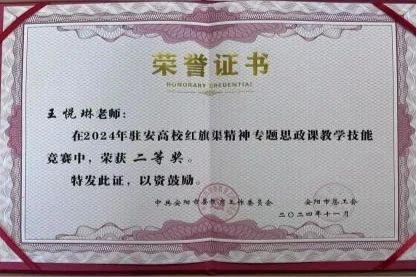 荣誉证书
HONORARY CREDENTIAL
王悦琳老师:
在2024年驻安高校红旗渠精神专题思政课教学技能
竞赛中,荣获二等奖。
特发此证,以资鼓励。
中共安阳市委教育工作委员会 安阳市总工会
二〇二四年十一月